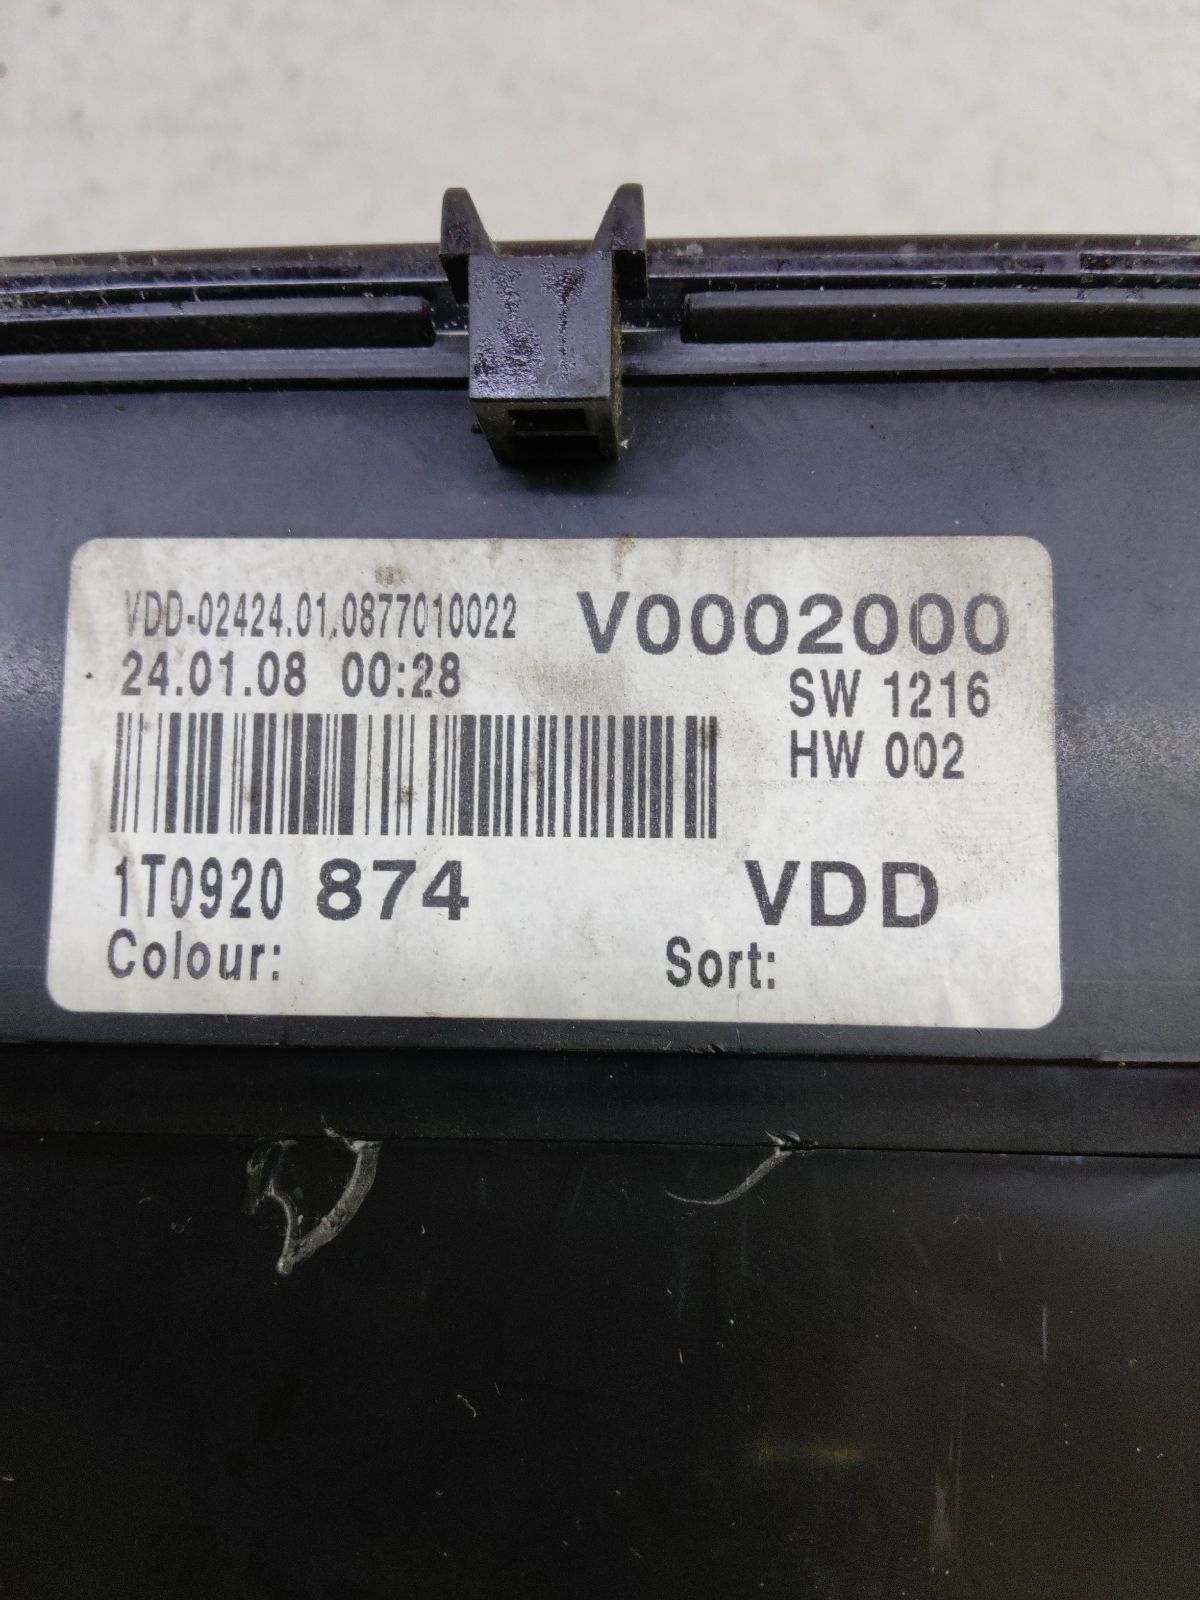 VDD-02424.01.0877010022 V0002000
24.01.08 00:28 SW 1216
HW 002
1T0920 874 VDD
Colour: Sort: